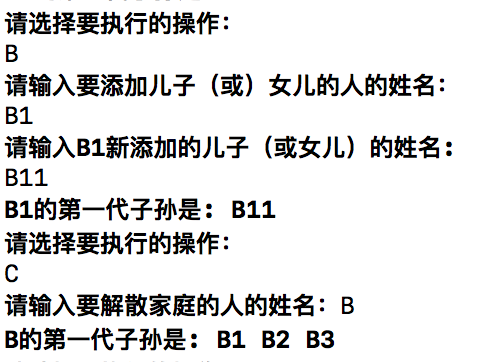 请选择要执行的操作：
B
请输入要添加儿子（或）女儿的人的姓名：
B1
请输入B1新添加的儿子（或女儿）的姓名:
B11
B1的第一代子孙是: B11
请选择要执行的操作：
C
请输入要解散家庭的人的姓名：B
B的第一代子孙是: B1 B2 B3